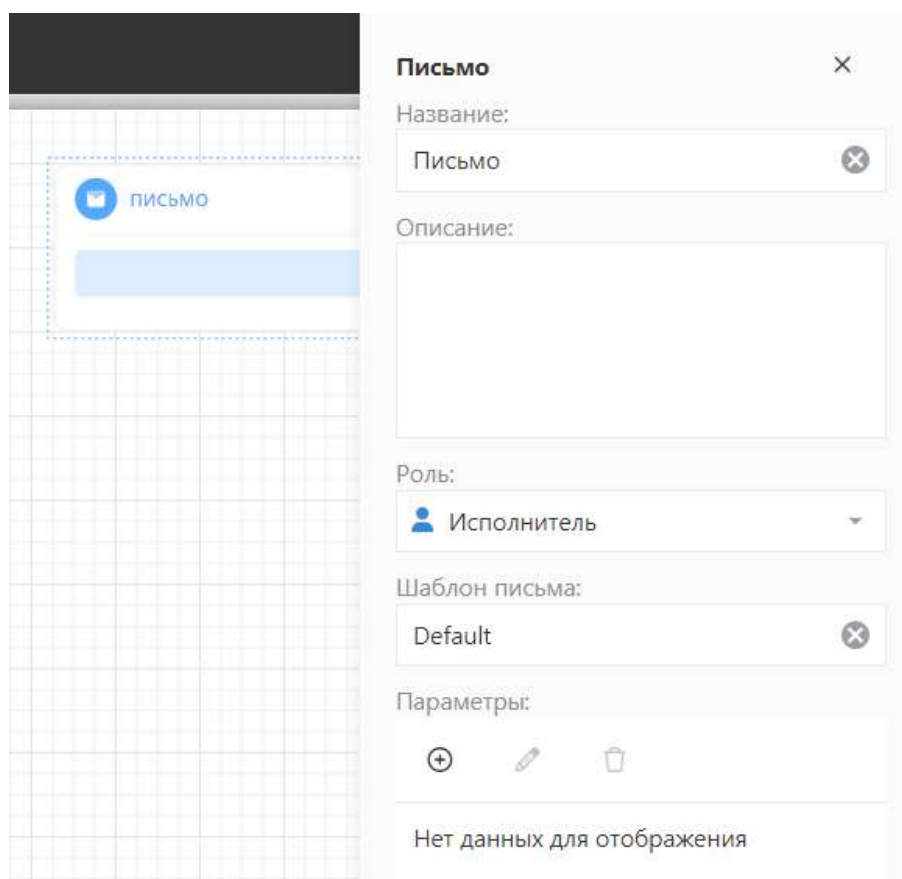 письмо
Письмо
Название:
Письмо
Описание:
Роль:
Исполнитель
Шаблон письма:
Default
Параметры:
Нет данных для отображения